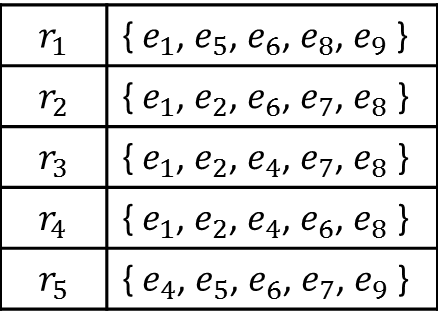 r₁ { e₁, e₅, e₆, e₈, e₉ }
r₂ { e₁, e₂, e₆, e₇, e₈ }
r₃ { e₁, e₂, e₄, e₇, e₈ }
r₄ { e₁, e₂, e₄, e₆, e₈ }
r₅ { e₄, e₅, e₆, e₇, e₉ }